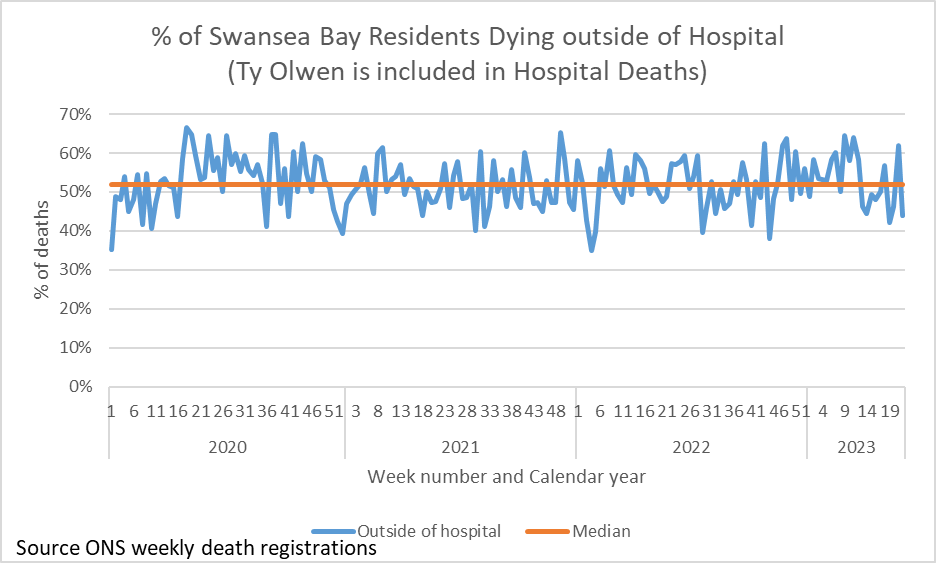 % of Swansea Bay Residents Dying outside of Hospital
(Ty Olwen is included in Hospital Deaths)
70%
60%
50%
40%
30%
20%
10%
0%
% of deaths
1 6 11 16 21 26 31 36 41 46 51 3 8 13 18 23 28 33 38 43 48 1 6 11 16 21 26 31 36 41 46 51 4 9 14 19
2020 2021 2022 2023
Week number and Calendar year
Outside of hospital Median
Source ONS weekly death registrations